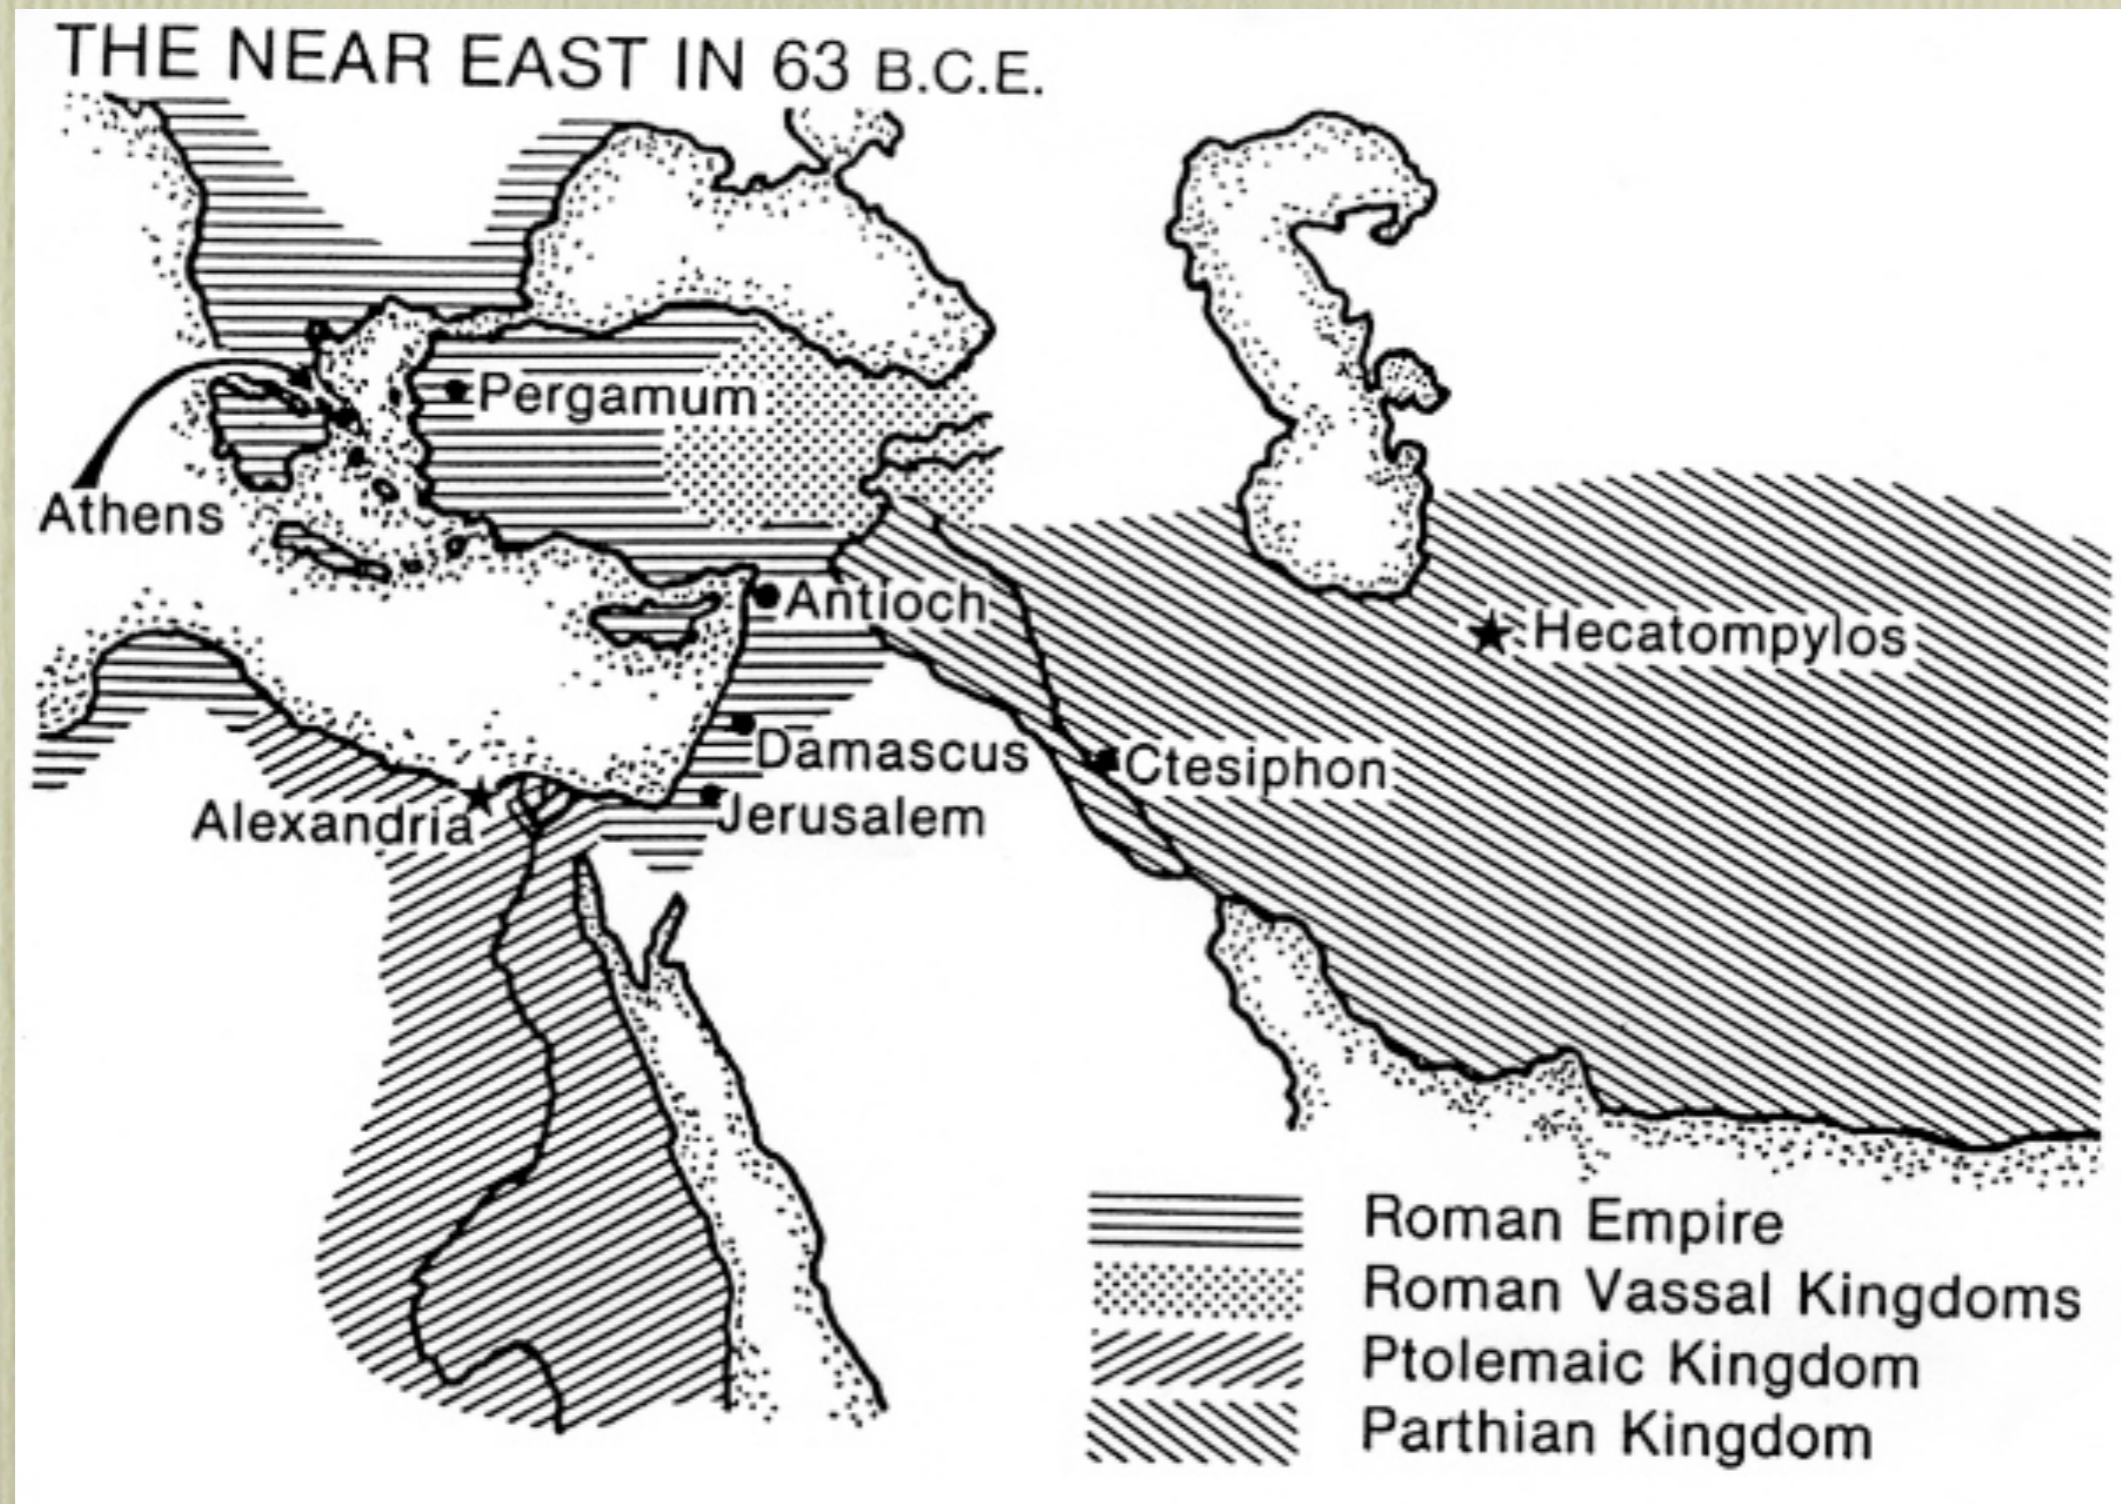 THE NEAR EAST IN 63 B.C.E.
Pergamum
Athens
Antioch
Hecatompylos
Damascus
Ctesiphon
Alexandria
Jerusalem
Roman Empire
Roman Vassal Kingdoms
Ptolemaic Kingdom
Parthian Kingdom